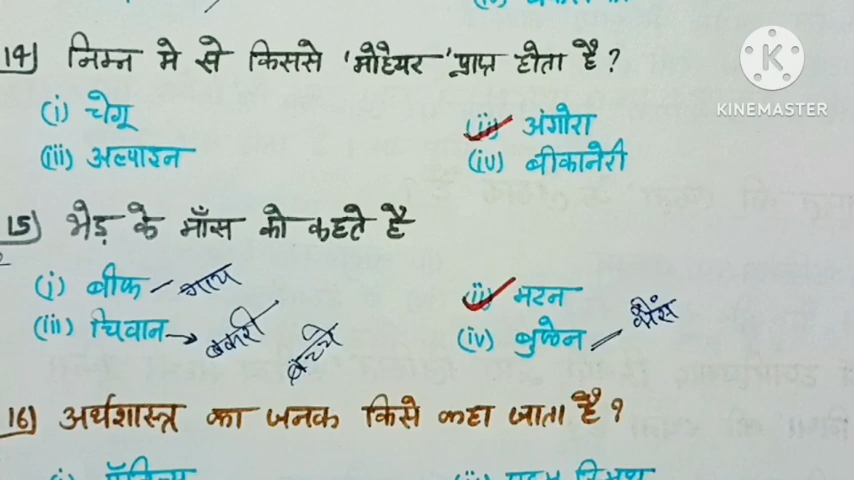 14) निम्न मे से किससे 'मोहेयर' प्राप्त होता है?
KINEMASTER
(i) चेगू (ii) अंगोरा
(iii) अल्पाइन (iv) बीकानेरी
15) भेड़ के माँस को कहते है
(i) बीफ - गाय (ii) मटन
(iii) चिवान → बकरी बच्चे (iv) बुफेन - भैंस
16) अर्थशास्त्र का जनक किसे कहा जाता है?